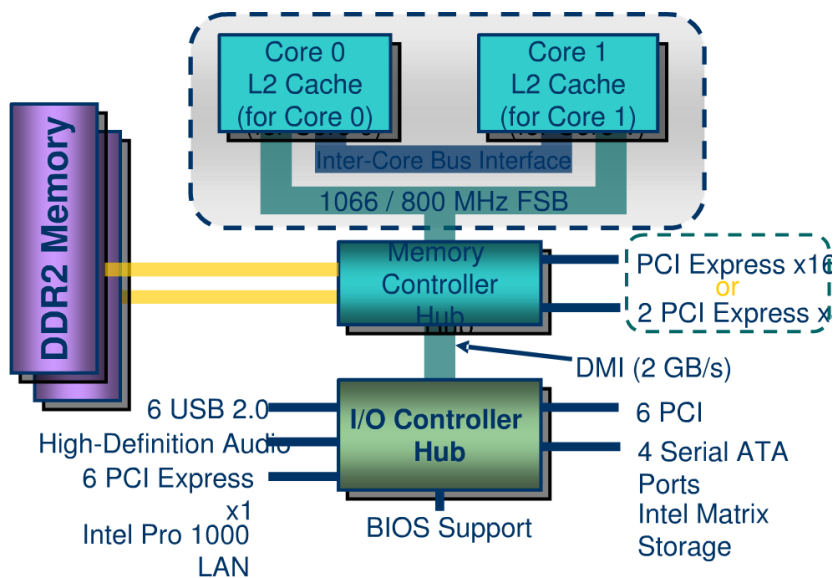 Core 0
L2 Cache
(for Core 0)
Core 1
L2 Cache
(for Core 1)
Inter-Core Bus Interface
1066 / 800 MHz FSB
DDR2 Memory
Memory
Controller
Hub
PCI Express x16
or
2 PCI Express x
DMI (2 GB/s)
6 USB 2.0
High-Definition Audio
6 PCI Express
x1
Intel Pro 1000
LAN
I/O Controller
Hub
BIOS Support
6 PCI
4 Serial ATA
Ports
Intel Matrix
Storage